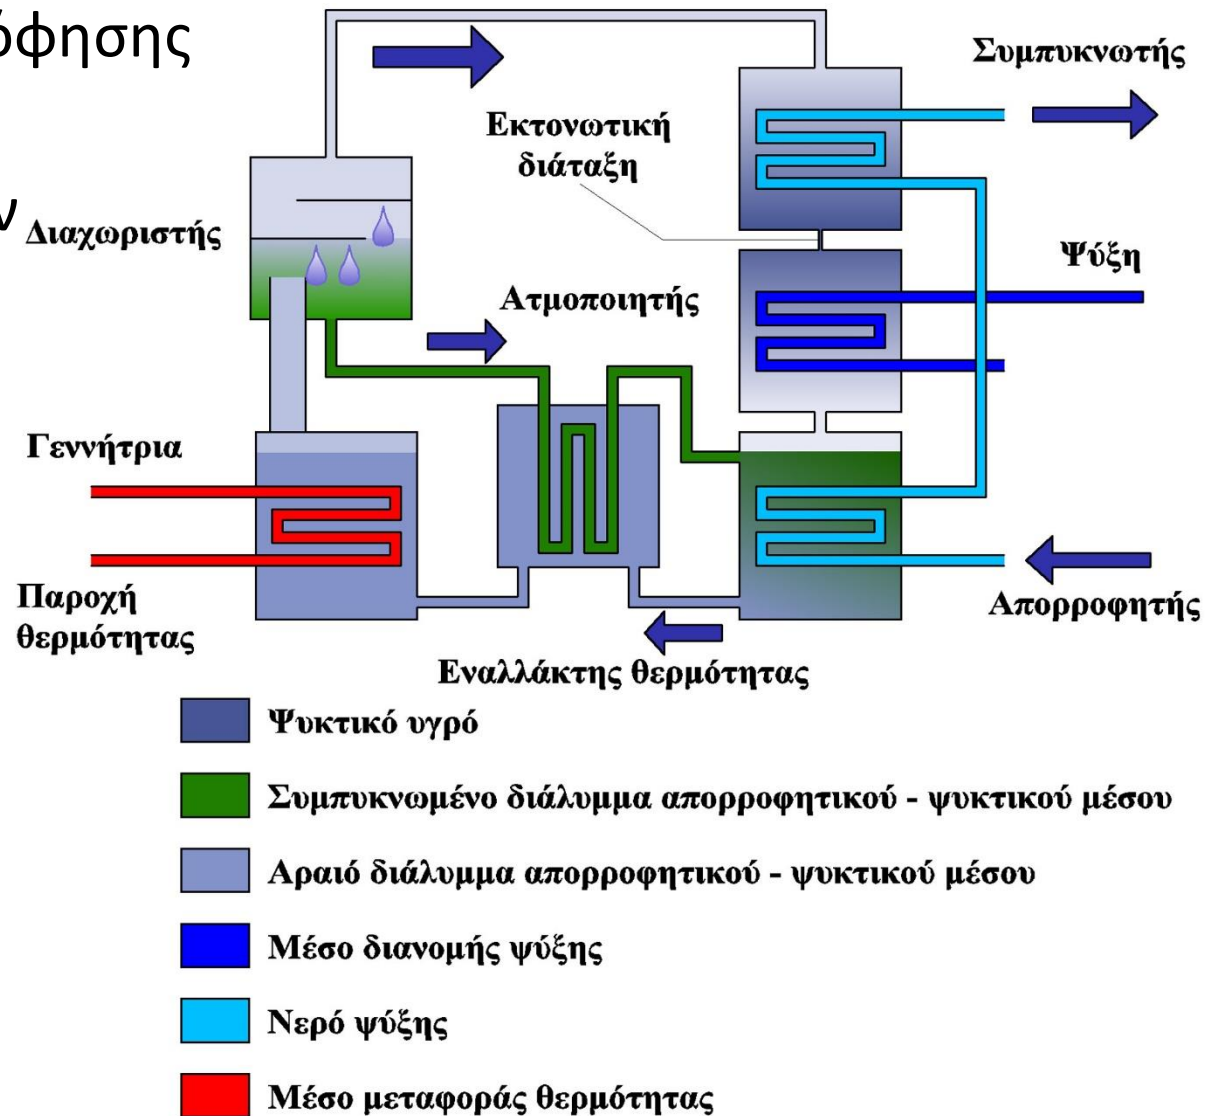 όφησης
ν
Συμπυκνωτής
Εκτονωτική
διάταξη
Διαχωριστής
Ψύξη
Ατμοποιητής
Γεννήτρια
Παροχή
θερμότητας
Απορροφητής
Εναλλάκτης θερμότητας
Ψυκτικό υγρό
Συμπυκνωμένο διάλυμμα απορροφητικού - ψυκτικού μέσου
Αραιό διάλυμμα απορροφητικού - ψυκτικού μέσου
Μέσο διανομής ψύξης
Νερό ψύξης
Μέσο μεταφοράς θερμότητας